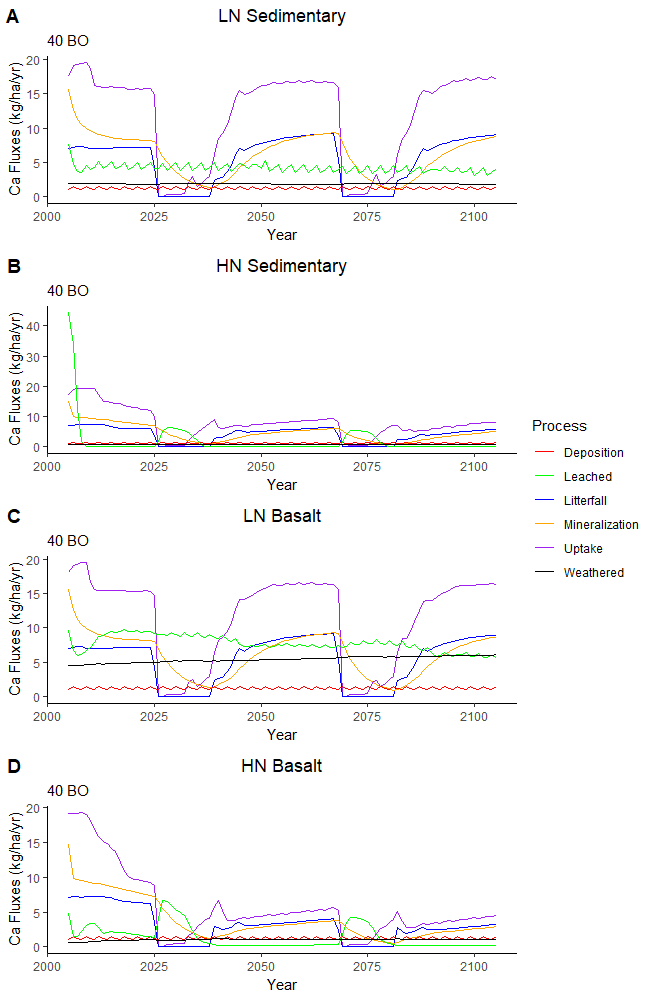 A
LN Sedimentary
40 BO
Ca Fluxes (kg/ha/yr)
20
15
10
5
0
2000 2025 2050 2075 2100
Year
B
HN Sedimentary
40 BO
Ca Fluxes (kg/ha/yr)
40
30
20
10
0
2000 2025 2050 2075 2100
Year
Process
Deposition
Leached
Litterfall
Mineralization
Uptake
Weathered
C
LN Basalt
40 BO
Ca Fluxes (kg/ha/yr)
20
15
10
5
0
2000 2025 2050 2075 2100
Year
D
HN Basalt
40 BO
Ca Fluxes (kg/ha/yr)
20
15
10
5
0
2000 2025 2050 2075 2100
Year